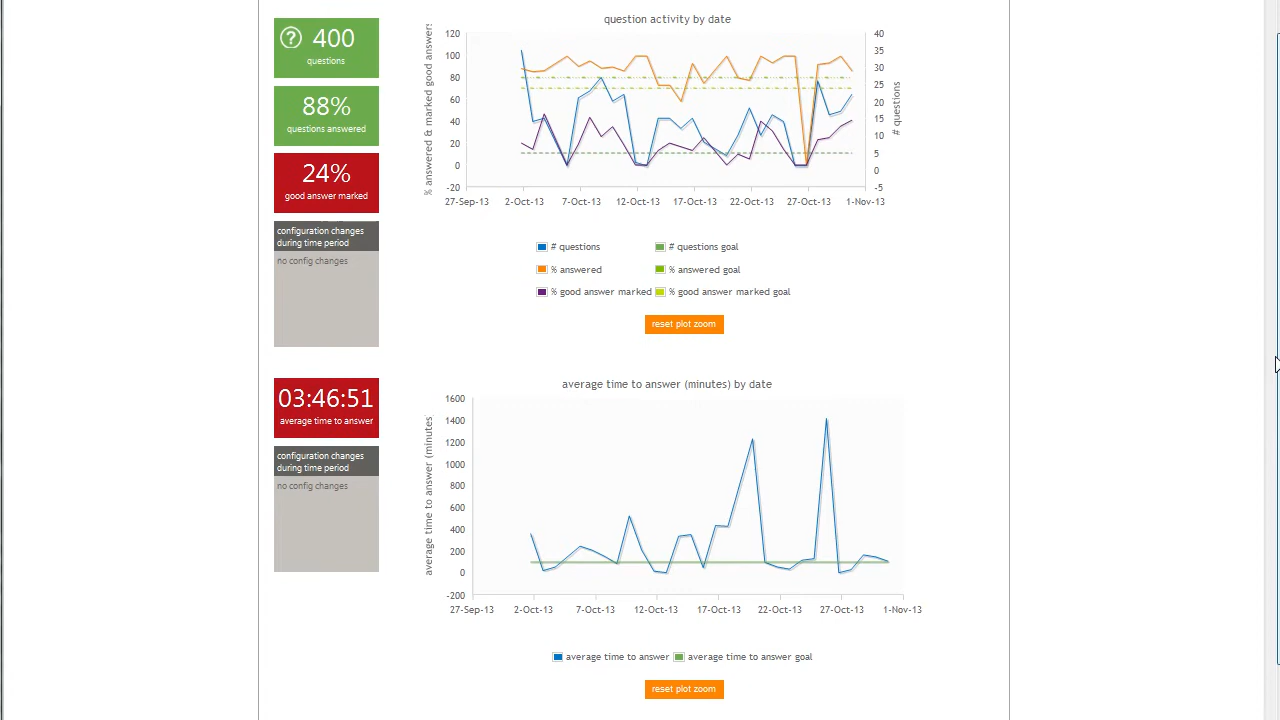 question activity by date
? 400
questions
88%
questions answered
24%
good answer marked
configuration changes
during time period
no config changes
% answered & marked good answers
120
100
80
60
40
20
0
-20
40
35
30
25
20
15
10
5
0
-5
# questions
27-Sep-13 2-Oct-13 7-Oct-13 12-Oct-13 17-Oct-13 22-Oct-13 27-Oct-13 1-Nov-13
# questions # questions goal
% answered % answered goal
% good answer marked % good answer marked goal
reset plot zoom
average time to answer (minutes) by date
03:46:51
average time to answer
configuration changes
during time period
no config changes
average time to answer (minutes)
1600
1400
1200
1000
800
600
400
200
0
-200
27-Sep-13 2-Oct-13 7-Oct-13 12-Oct-13 17-Oct-13 22-Oct-13 27-Oct-13 1-Nov-13
average time to answer average time to answer goal
reset plot zoom